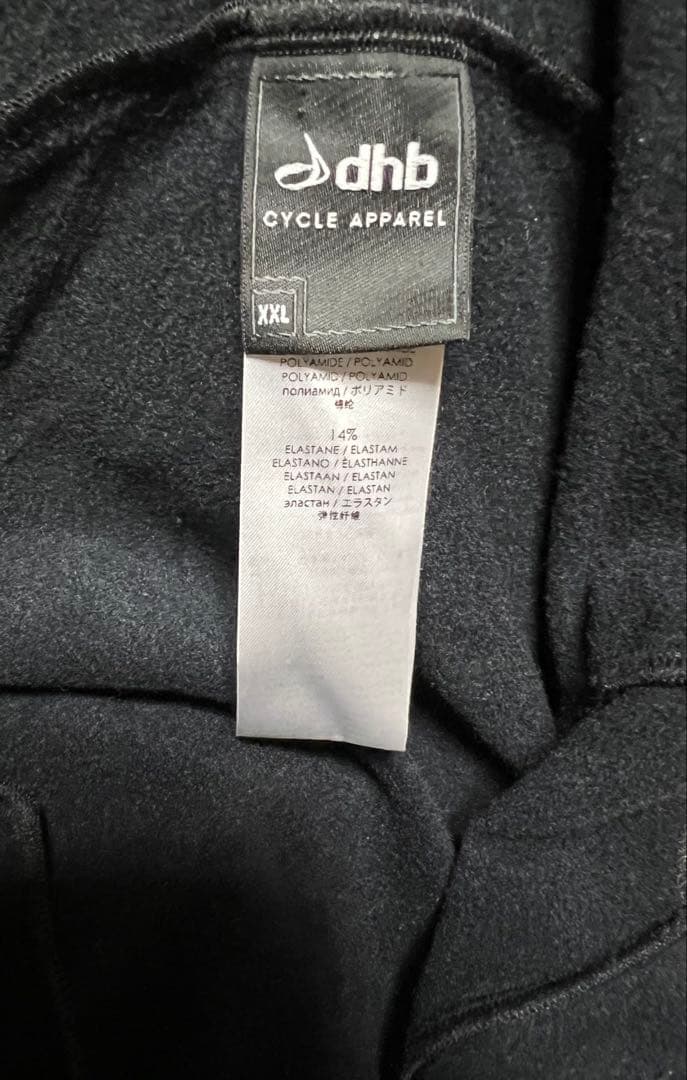 dhb
CYCLE APPAREL
XXL
POLYAMIDE / POLYAMID
POLYAMID / POLYAMID
полиамид / ポリアミド
锦纶
14%
ELASTANE / ELASTAM
ELASTANO / ÉLASTHANNE
ELASTAAN / ELASTAN
ELASTAN / ELASTAN
эластан / エラスタン
弹性纤维